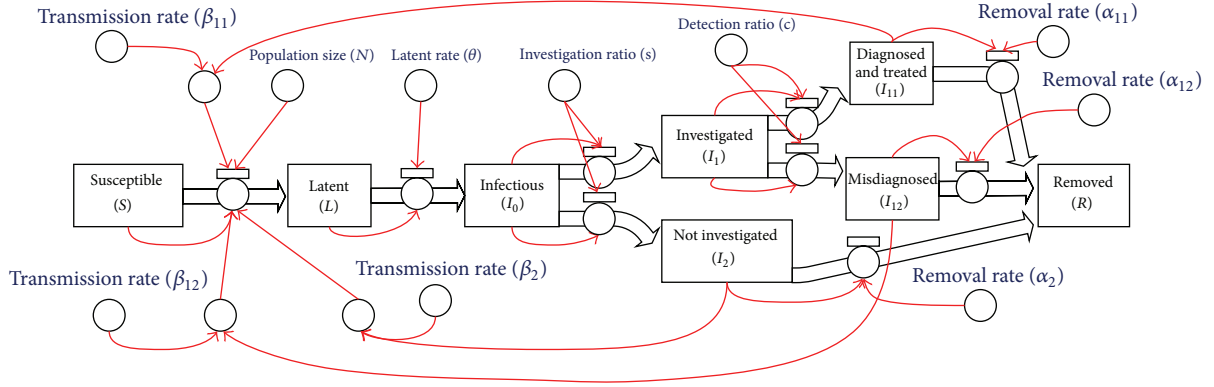 Transmission rate (β11)
Population size (N)
Latent rate (θ)
Investigation ratio (s)
Detection ratio (c)
Removal rate (α11)
Removal rate (α12)
Diagnosed
and treated
(I11)
Investigated
(I1)
Susceptible
(S)
Latent
(L)
Infectious
(I0)
Misdiagnosed
(I12)
Removed
(R)
Not investigated
(I2)
Transmission rate (β12)
Transmission rate (β2)
Removal rate (α2)